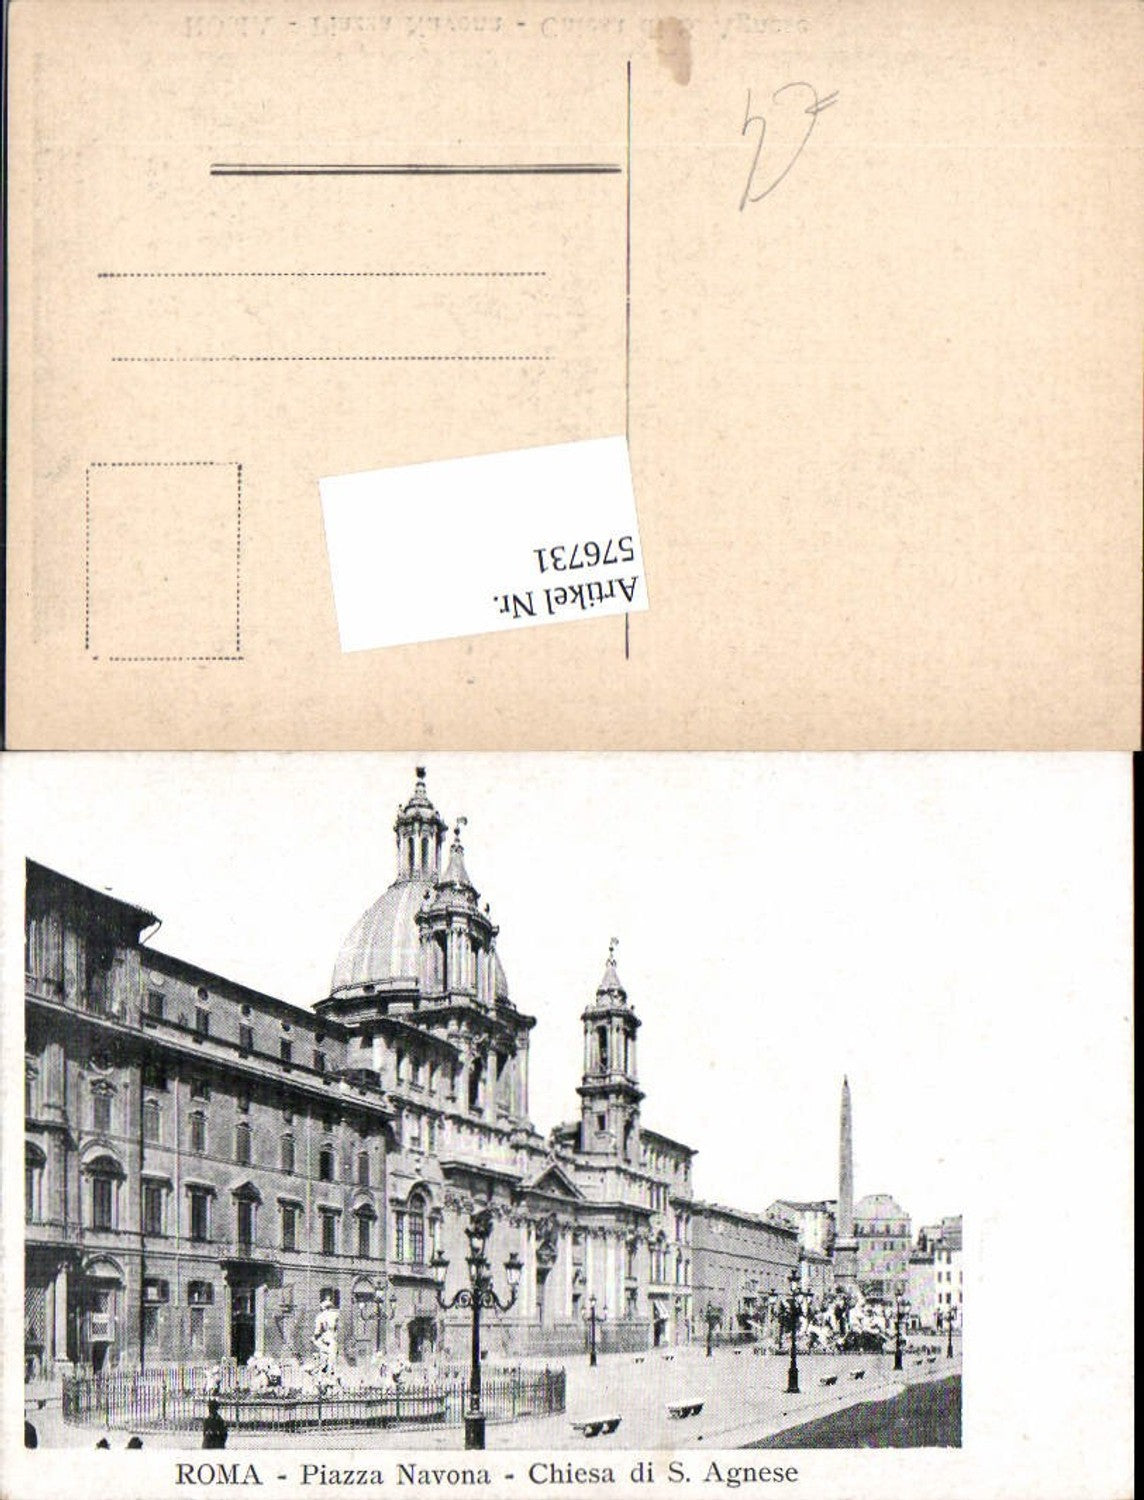 Artikel Nr.
576731
ROMA - Piazza Navona - Chiesa di S. Agnese